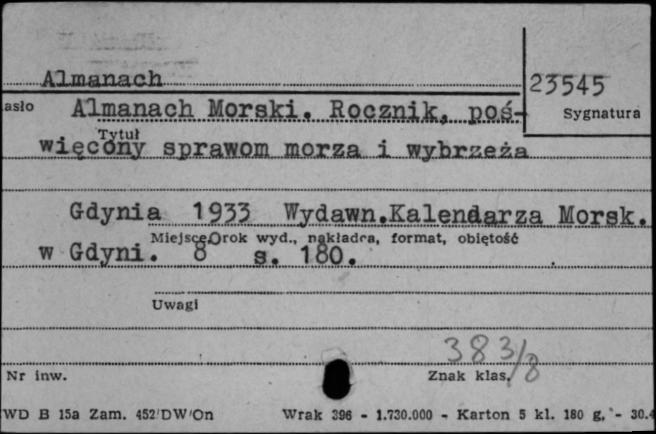 Almanach
23545
asło Almanach Morski. Rocznik, poś-
Sygnatura
Tytuł
więcony sprawom morza i wybrzeża
Gdynia 1933 Wydawn.Kalendarza Morsk.
Miejsce, rok wyd., nakładca, format, obiętość
w Gdyni. 8° s. 180.
Uwagi
383/8
Nr inw. Znak klas.
WD B 15a Zam. 452/DW/On Wrak 396 - 1.730.000 - Karton 5 kl. 180 g. - 30.4